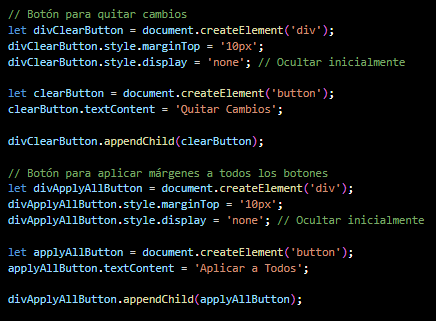 // Botón para quitar cambios
let divClearButton = document.createElement('div');
divClearButton.style.marginTop = '10px';
divClearButton.style.display = 'none'; // Ocultar inicialmente
let clearButton = document.createElement('button');
clearButton.textContent = 'Quitar Cambios';
divClearButton.appendChild(clearButton);
// Botón para aplicar márgenes a todos los botones
let divApplyAllButton = document.createElement('div');
divApplyAllButton.style.marginTop = '10px';
divApplyAllButton.style.display = 'none'; // Ocultar inicialmente
let applyAllButton = document.createElement('button');
applyAllButton.textContent = 'Aplicar a Todos';
divApplyAllButton.appendChild(applyAllButton);